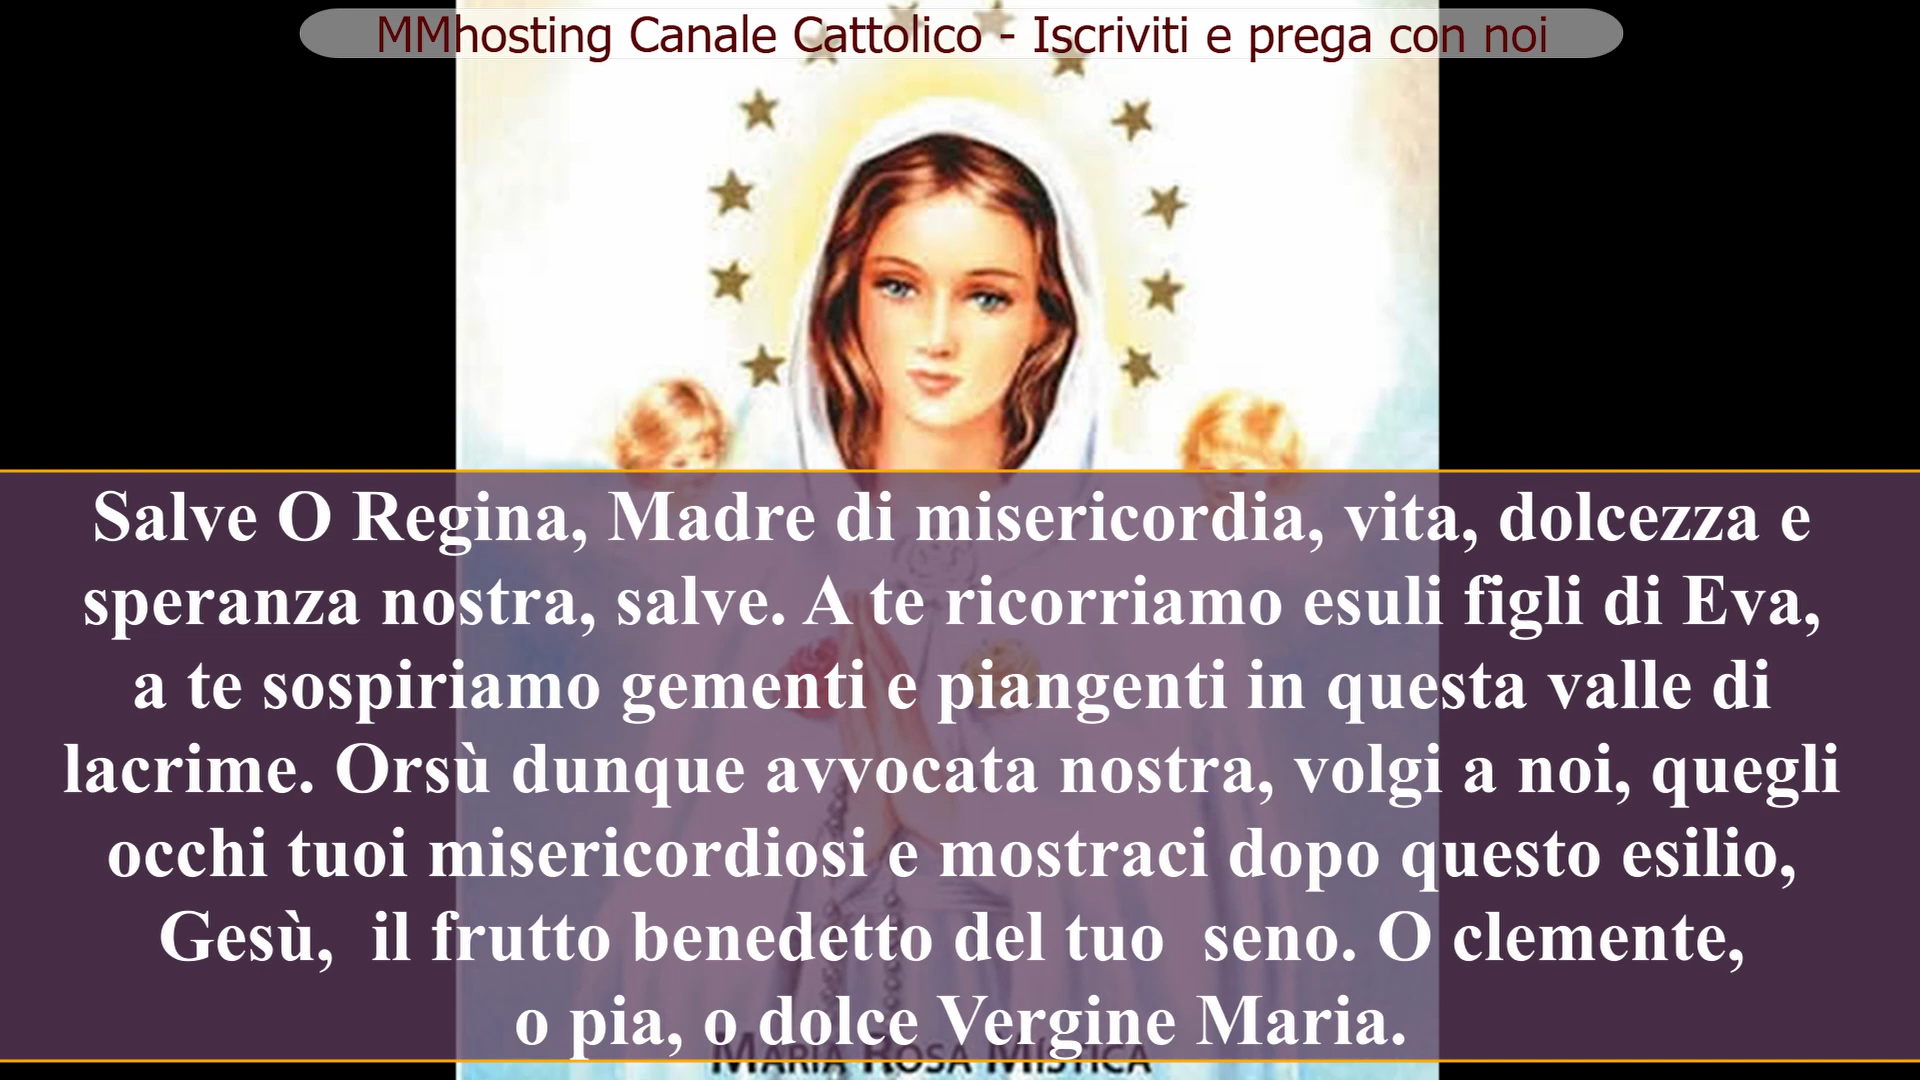 MMhosting Canale Cattolico - Iscriviti e prega con noi
Salve O Regina, Madre di misericordia, vita, dolcezza e
speranza nostra, salve. A te ricorriamo esuli figli di Eva,
a te sospiriamo gementi e piangenti in questa valle di
lacrime. Orsù dunque avvocata nostra, volgi a noi, quegli
occhi tuoi misericordiosi e mostraci dopo questo esilio,
Gesù,  il frutto benedetto del tuo  seno. O clemente,
o pia, o dolce Vergine Maria.
MARIA ROSA MÍSTICA